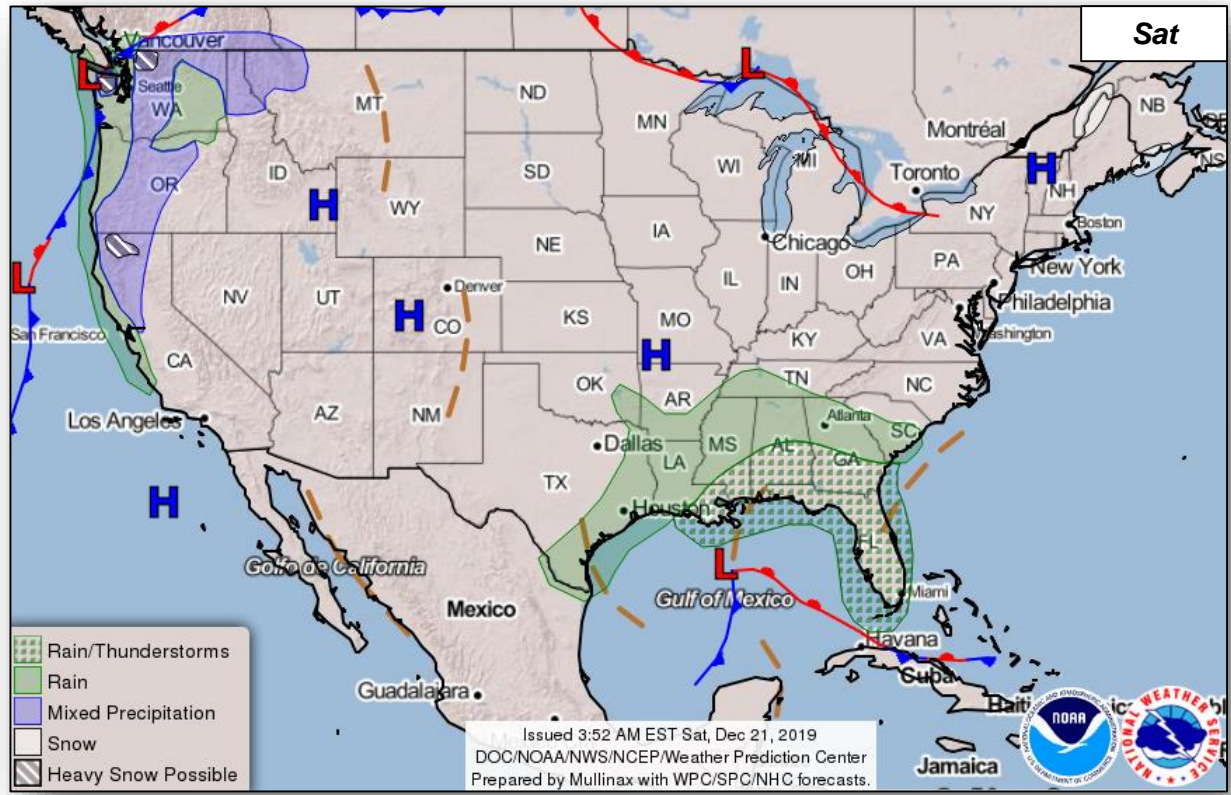 Sat
Vancouver
Seattle
WA
MT
ND
MN
Montréal
NB
OR
ID
WY
SD
WI
MI
Toronto
NH
NS
H
H
L
L
NY
Boston
NV
UT
CO
Denver
NE
IA
Chicago
IL
IN
OH
PA
New York
Philadelphia
L
H
KS
MO
H
KY
VA
San Francisco
CA
Los Angeles
AZ
NM
OK
AR
TN
NC
Atlanta
SC
Dallas
TX
LA
MS
AL
GA
H
Houston
FL
Golfo de California
L
Gulf of Mexico
Miami
Mexico
Havana
Cuba
Guadalajara
Jamaica
Rain/Thunderstorms
Rain
Mixed Precipitation
Snow
Heavy Snow Possible
Issued 3:52 AM EST Sat, Dec 21, 2019
DOC/NOAA/NWS/NCEP/Weather Prediction Center
Prepared by Mullinax with WPC/SPC/NHC forecasts.
NOAA
NATIONAL WEATHER SERVICE